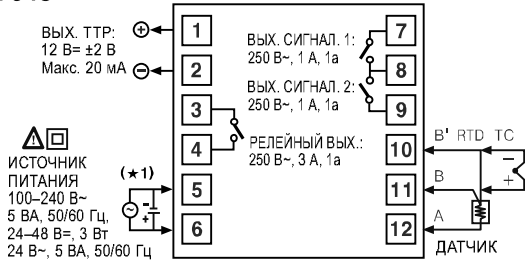 ВЫХ. ТТР:
12 В= ±2 В
Макс. 20 мА
1
2
3
4
5
6
ВЫХ. СИГНАЛ. 1:
250 В~, 1 А, 1а
ВЫХ. СИГНАЛ. 2:
250 В~, 1 А, 1а
РЕЛЕЙНЫЙ ВЫХ.:
250 В~, 3 А, 1а
7
8
9
10
11
12
(★1)
ИСТОЧНИК
ПИТАНИЯ
100–240 В~
5 ВА, 50/60 Гц,
24–48 В=, 3 Вт
24 В~, 5 ВА, 50/60 Гц
B' RTD TC
B
A
ДАТЧИК